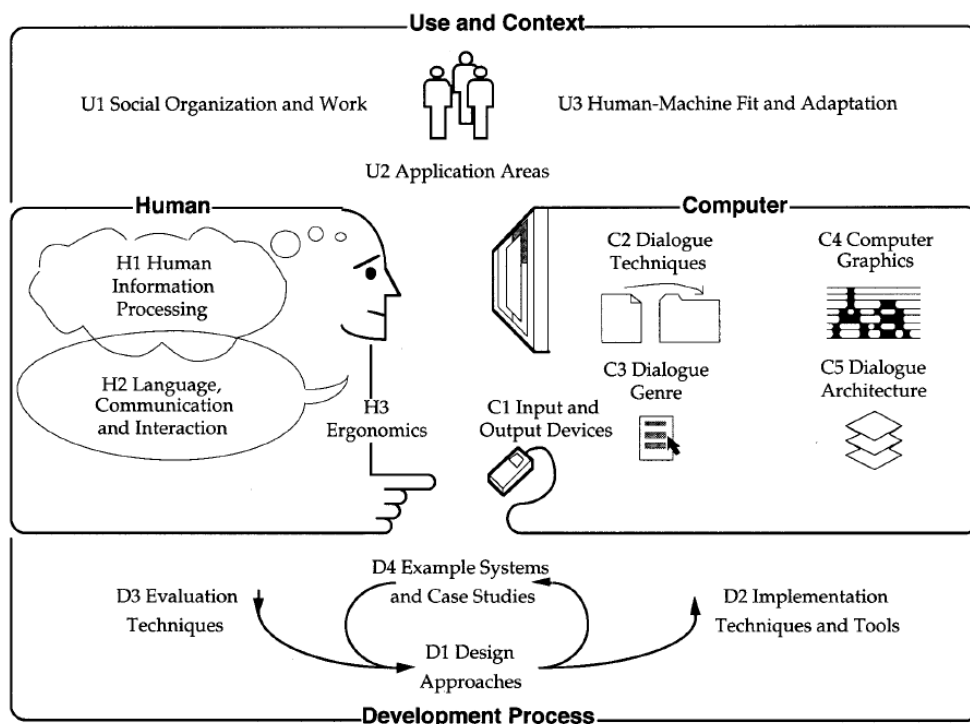 Use and Context
U1 Social Organization and Work
U3 Human-Machine Fit and Adaptation
U2 Application Areas
Human
H1 Human
Information
Processing
H2 Language,
Communication
and Interaction
H3
Ergonomics
Computer
C2 Dialogue
Techniques
C4 Computer
Graphics
C3 Dialogue
Genre
C5 Dialogue
Architecture
C1 Input and
Output Devices
D4 Example Systems
and Case Studies
D3 Evaluation
Techniques
D2 Implementation
Techniques and Tools
D1 Design
Approaches
Development Process